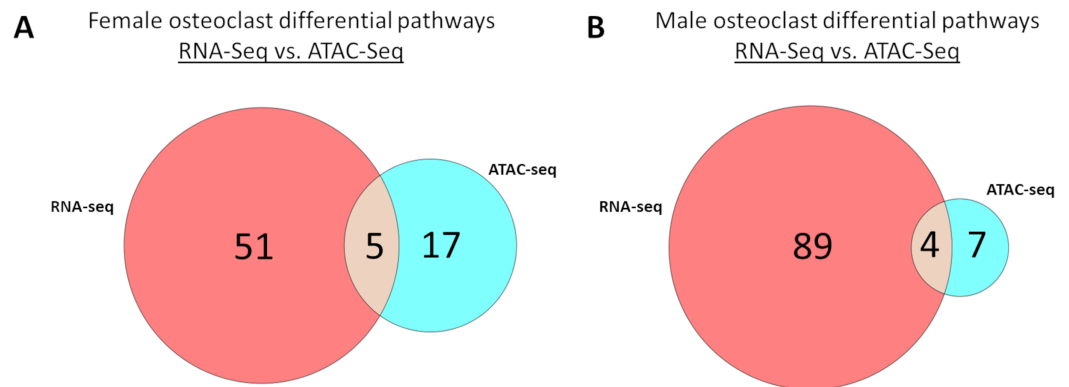 A
Female osteoclast differential pathways
RNA-Seq vs. ATAC-Seq
RNA-seq
ATAC-seq
51
5
17
B
Male osteoclast differential pathways
RNA-Seq vs. ATAC-Seq
RNA-seq
ATAC-seq
89
4
7